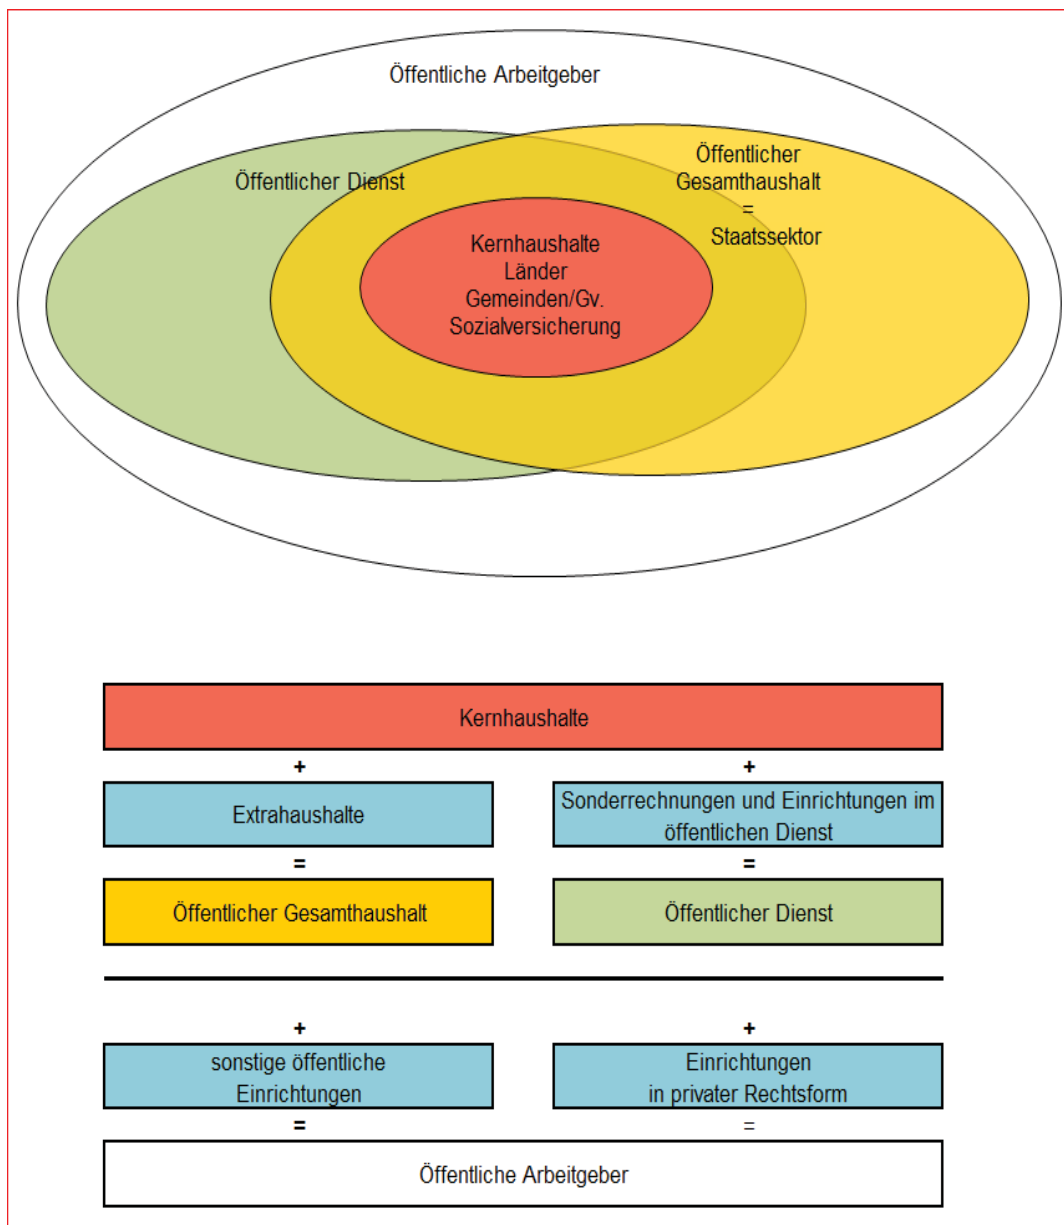 Öffentliche Arbeitgeber
Öffentlicher Dienst
Öffentlicher
Gesamthaushalt
=
Staatssektor
Kernhaushalte
Länder
Gemeinden/Gv.
Sozialversicherung
Kernhaushalte
+
+
Extrahaushalte
Sonderrechnungen und Einrichtungen im
öffentlichen Dienst
=
=
Öffentlicher Gesamthaushalt
Öffentlicher Dienst
+
+
sonstige öffentliche
Einrichtungen
Einrichtungen
in privater Rechtsform
=
=
Öffentliche Arbeitgeber